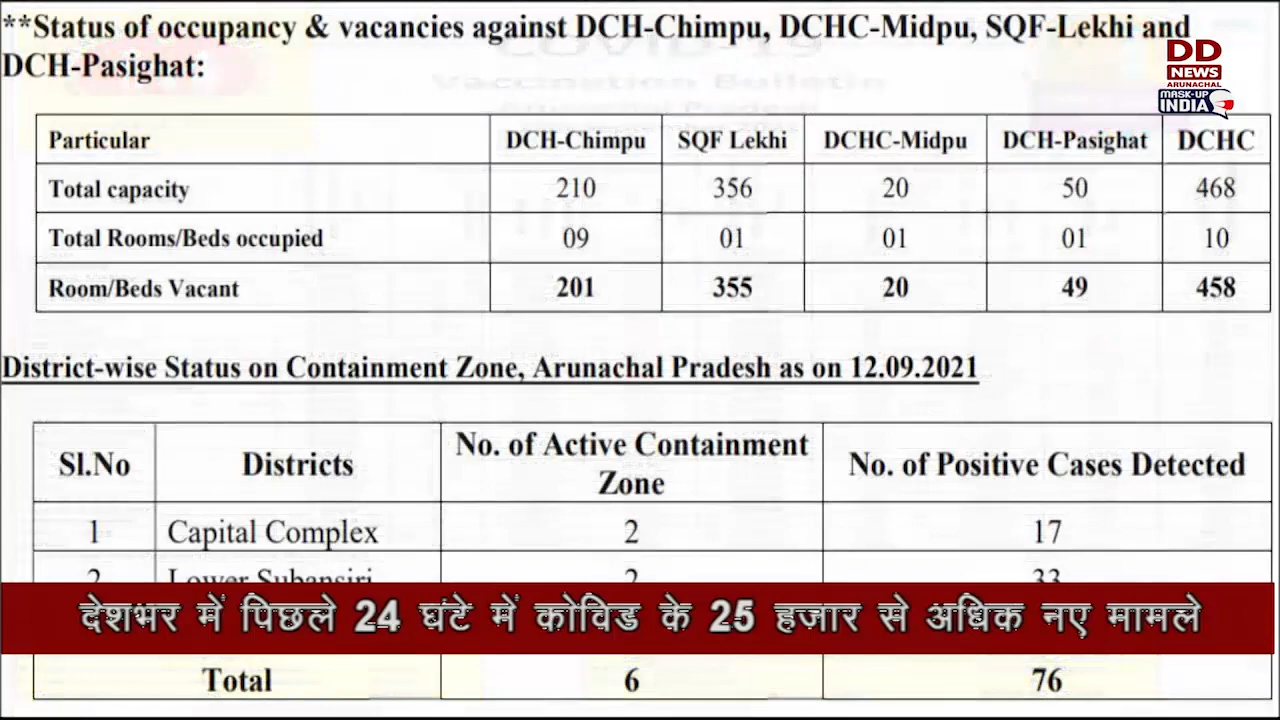 **Status of occupancy & vacancies against DCH-Chimpu, DCHC-Midpu, SQF-Lekhi and
DCH-Pasighat:
DD
NEWS
ARUNACHAL
MASK-UP
INDIA
Particular DCH-Chimpu SQF Lekhi DCHC-Midpu DCH-Pasighat DCHC
Total capacity 210 356 20 50 468
Total Rooms/Beds occupied 09 01 01 01 10
Room/Beds Vacant 201 355 20 49 458
District-wise Status on Containment Zone, Arunachal Pradesh as on 12.09.2021
Sl.No Districts No. of Active Containment Zone No. of Positive Cases Detected
1 Capital Complex 2 17
2 Lower Subansiri 2 33
देशभर में पिछले 24 घंटे में कोविड के 25 हजार से अधिक नए मामले
Total 6 76